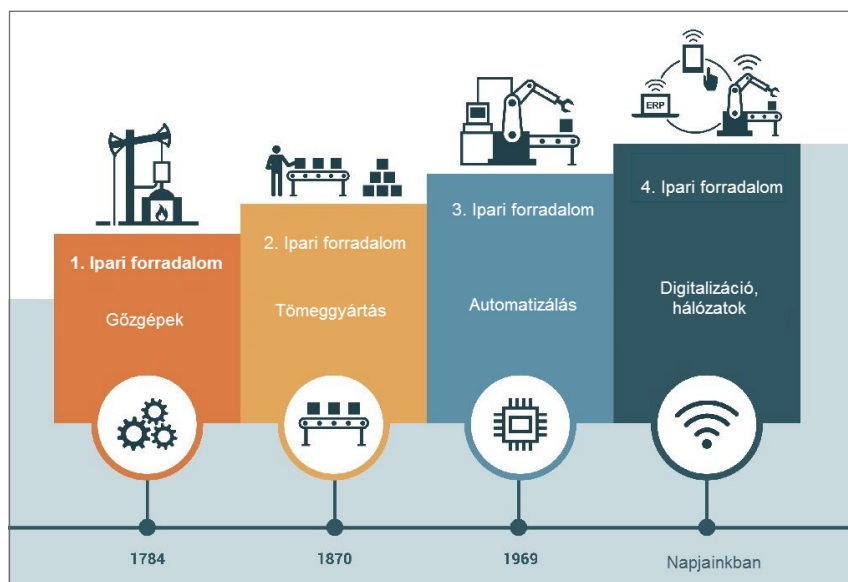 ERP
1. Ipari forradalom
Gőzgépek
2. Ipari forradalom
Tömeggyártás
3. Ipari forradalom
Automatizálás
4. Ipari forradalom
Digitalizáció,
hálózatok
1784
1870
1969
Napjainkban